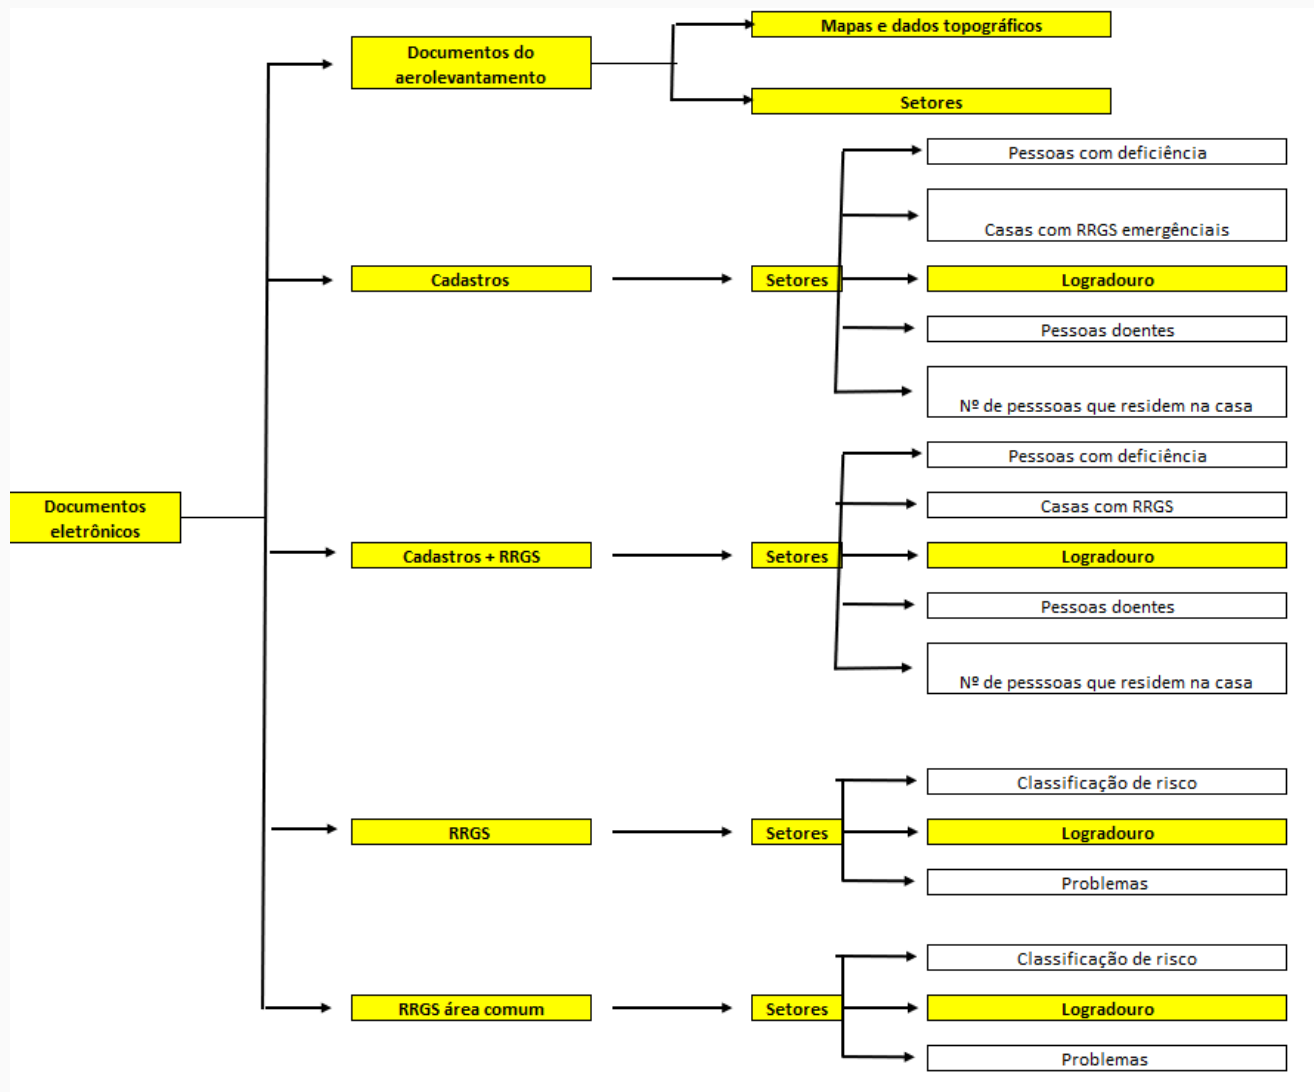 Mapas e dados topográficos
Documentos do
aerolevantamento
Setores
Pessoas com deficiência
Casas com RRGS emergênciais
Cadastros
Setores
Logradouro
Pessoas doentes
Nº de pesssoas que residem na casa
Pessoas com deficiência
Documentos
eletrônicos
Casas com RRGS
Cadastros + RRGS
Setores
Logradouro
Pessoas doentes
Nº de pesssoas que residem na casa
Classificação de risco
RRGS
Setores
Logradouro
Problemas
Classificação de risco
RRGS área comum
Setores
Logradouro
Problemas